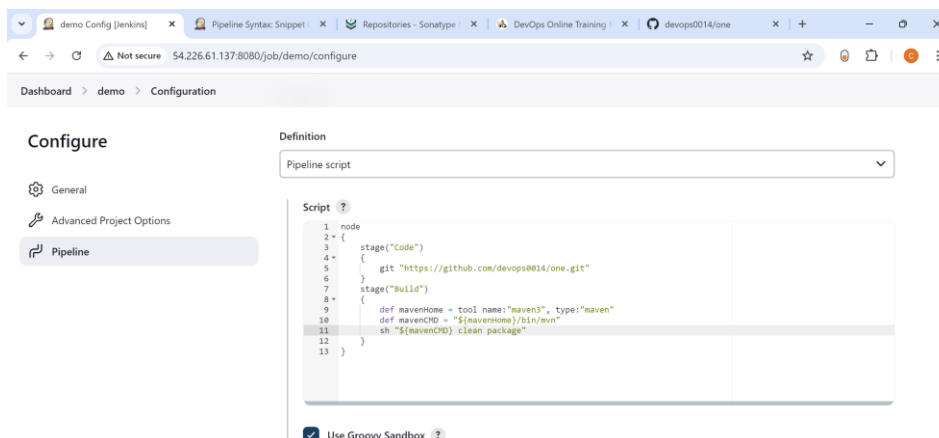 demo Config [Jenkins]
Pipeline Syntax: Snippet
Repositories - Sonatype
DevOps Online Training
devops0014/one
Not secure 54.226.61.137:8080/job/demo/configure
C
Dashboard > demo > Configuration
Configure
General
Advanced Project Options
Pipeline
Definition
Pipeline script
Script ?
1 node
2 {
3 stage("Code")
4 {
5 git "https://github.com/devops0014/one.git"
6 }
7 stage("Build")
8 {
9 def mavenHome = tool name:"maven3", type:"maven"
10 def mavenCMD = "${mavenHome}/bin/mvn"
11 sh "${mavenCMD} clean package"
12 }
13 }
Use Groovy Sandbox ?